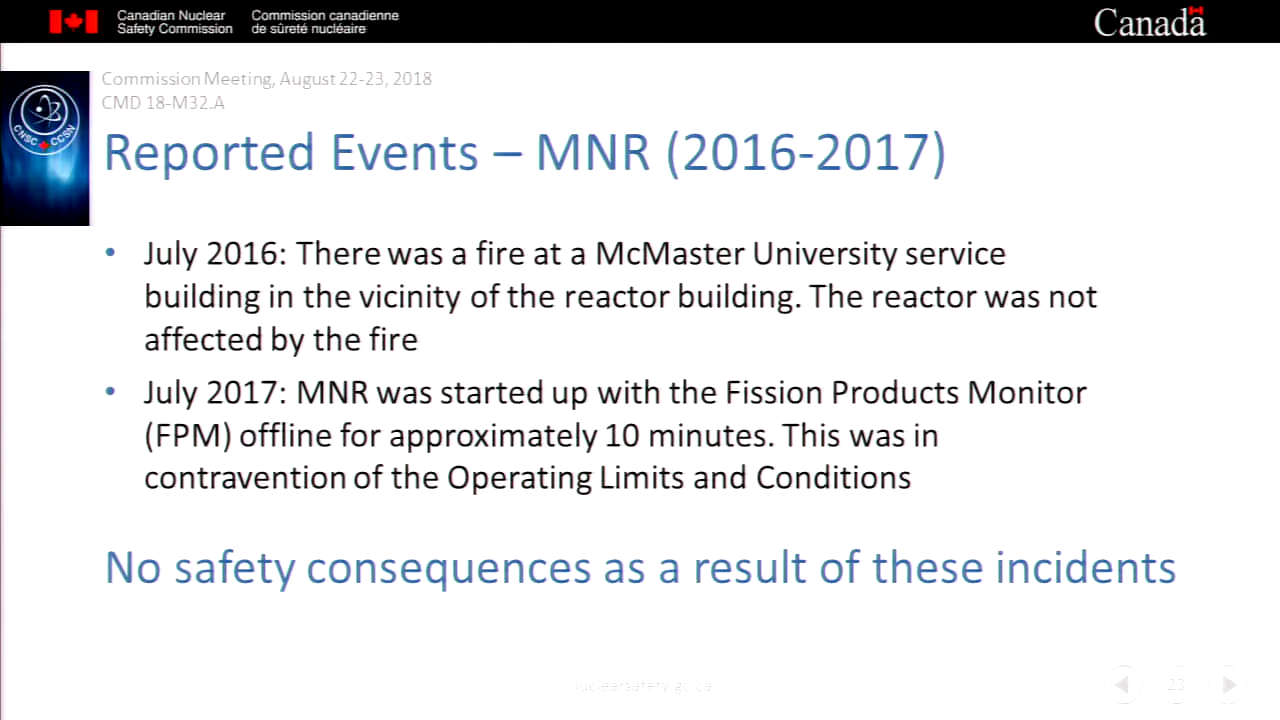 Canadian Nuclear Commission canadienne
Safety Commission de sûreté nucléaire
Canada
Commission Meeting, August 22-23, 2018
CMD 18-M32.A
CNSC CCSN
Reported Events – MNR (2016-2017)
• July 2016: There was a fire at a McMaster University service
building in the vicinity of the reactor building. The reactor was not
affected by the fire
• July 2017: MNR was started up with the Fission Products Monitor
(FPM) offline for approximately 10 minutes. This was in
contravention of the Operating Limits and Conditions
No safety consequences as a result of these incidents
nuclearsafety.gc.ca
23